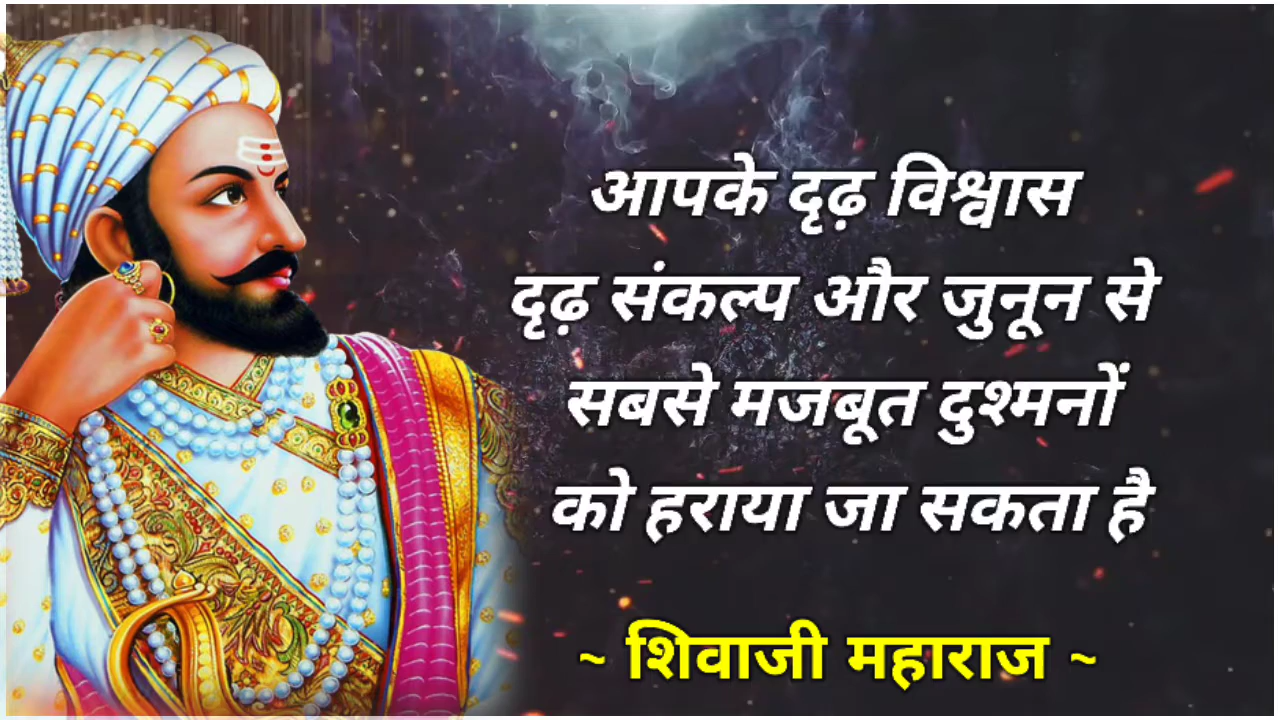 आपके दृढ़ विश्वास
दृढ़ संकल्प और जुनून से
सबसे मजबूत दुश्मनों
को हराया जा सकता है
~ शिवाजी महाराज ~